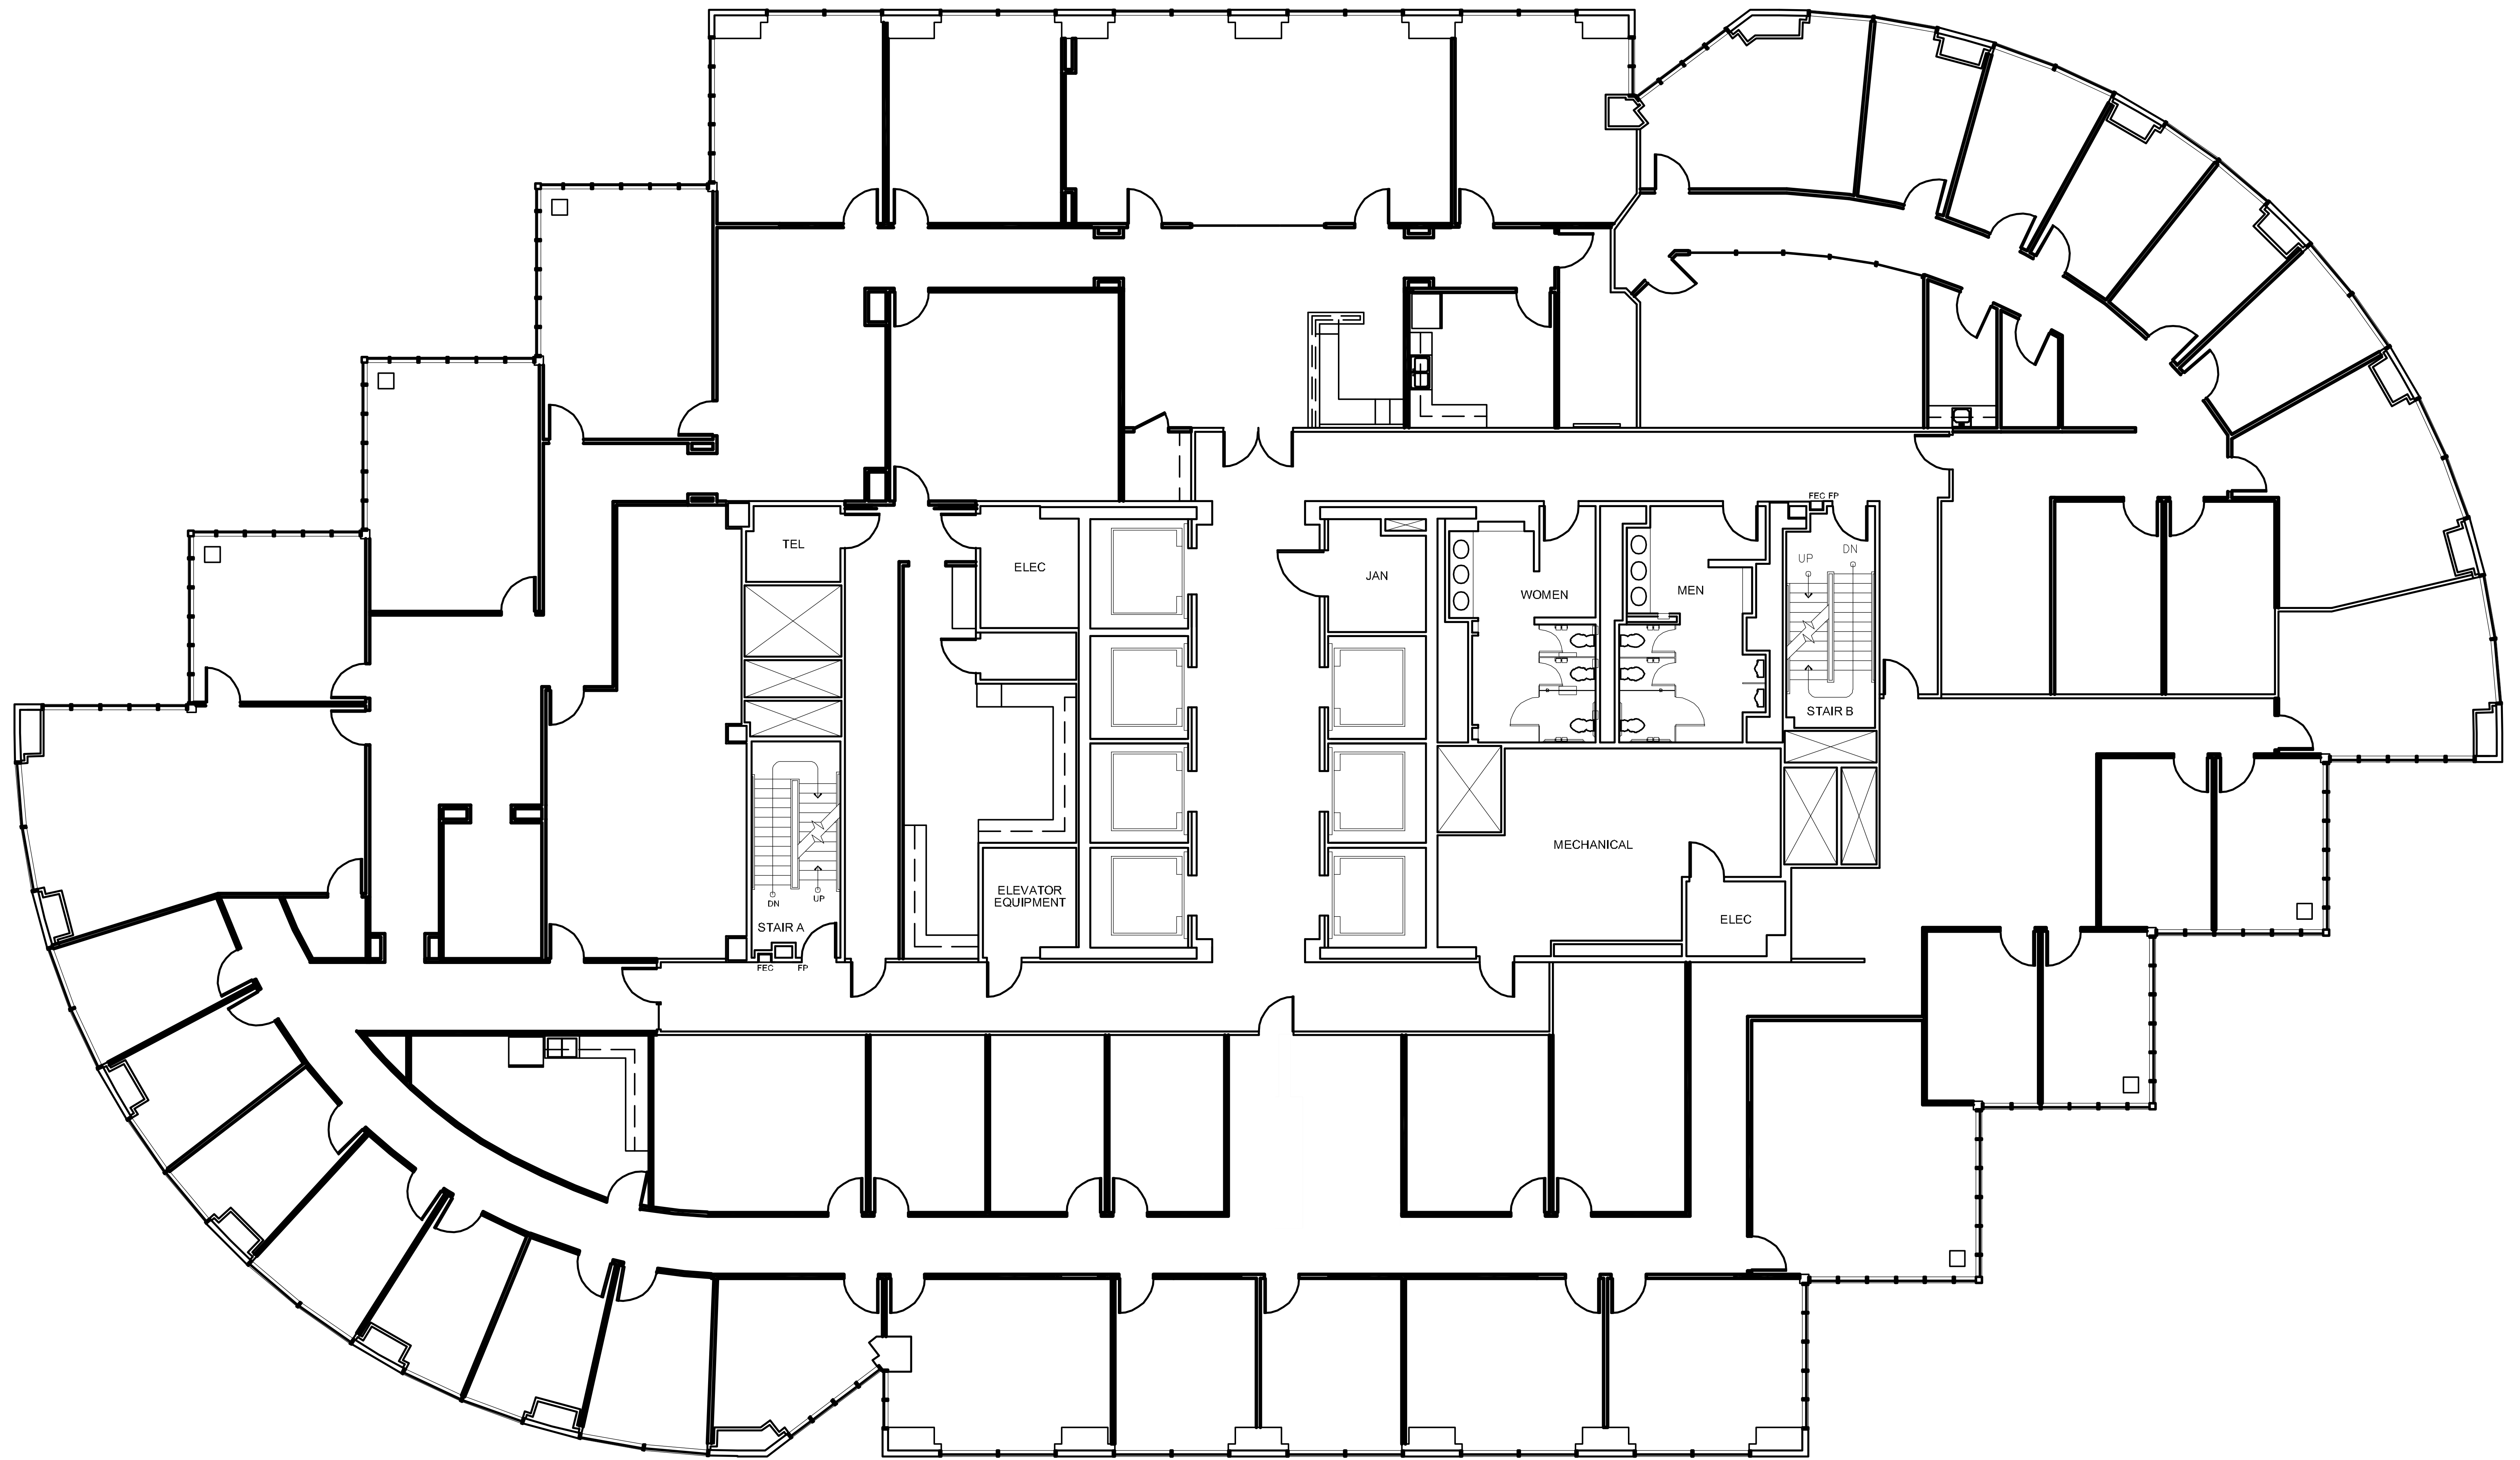 FEC FP
TEL
UP
DN
ELEC
JAN
WOMEN
MEN
STAIR B
MECHANICAL
ELEVATOR
EQUIPMENT
DN
UP
ELEC
STAIR A
FEC
FP